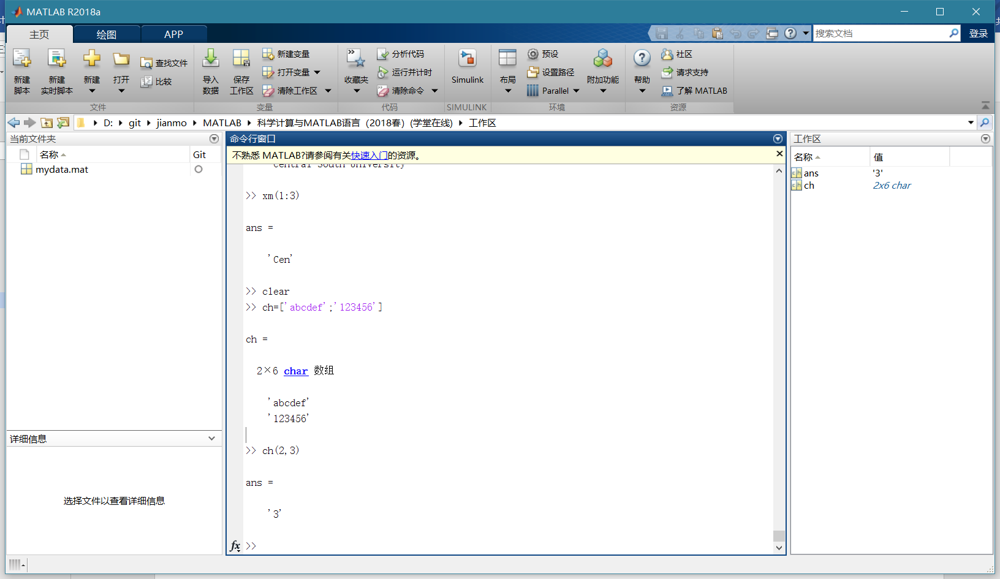 MATLAB R2018a
主页 绘图 APP
搜索文档 登录
新建 脚本
新建 实时脚本
新建
打开
查找文件
比较
文件
导入 数据
保存 工作区
新建变量
打开变量
清除工作区
变量
收藏夹
分析代码
运行并计时
清除命令
代码
Simulink
SIMULINK
布局
预设
设置路径
Parallel
附加功能
环境
帮助
社区
请求支持
了解 MATLAB
资源
D: git jianmo MATLAB 科学计算与MATLAB语言（2018春）(学堂在线) 工作区
当前文件夹
名称 Git
mydata.mat
详细信息
选择文件以查看详细信息
命令行窗口
不熟悉 MATLAB?请参阅有关快速入门的资源。
'Central South University'
>> xm(1:3)
ans =
'Cen'
>> clear
>> ch=['abcdef';'123456']
ch =
2×6 char 数组
'abcdef'
'123456'
>> ch(2,3)
ans =
'3'
fx >>
工作区
名称 值
ans '3'
ch 2x6 char